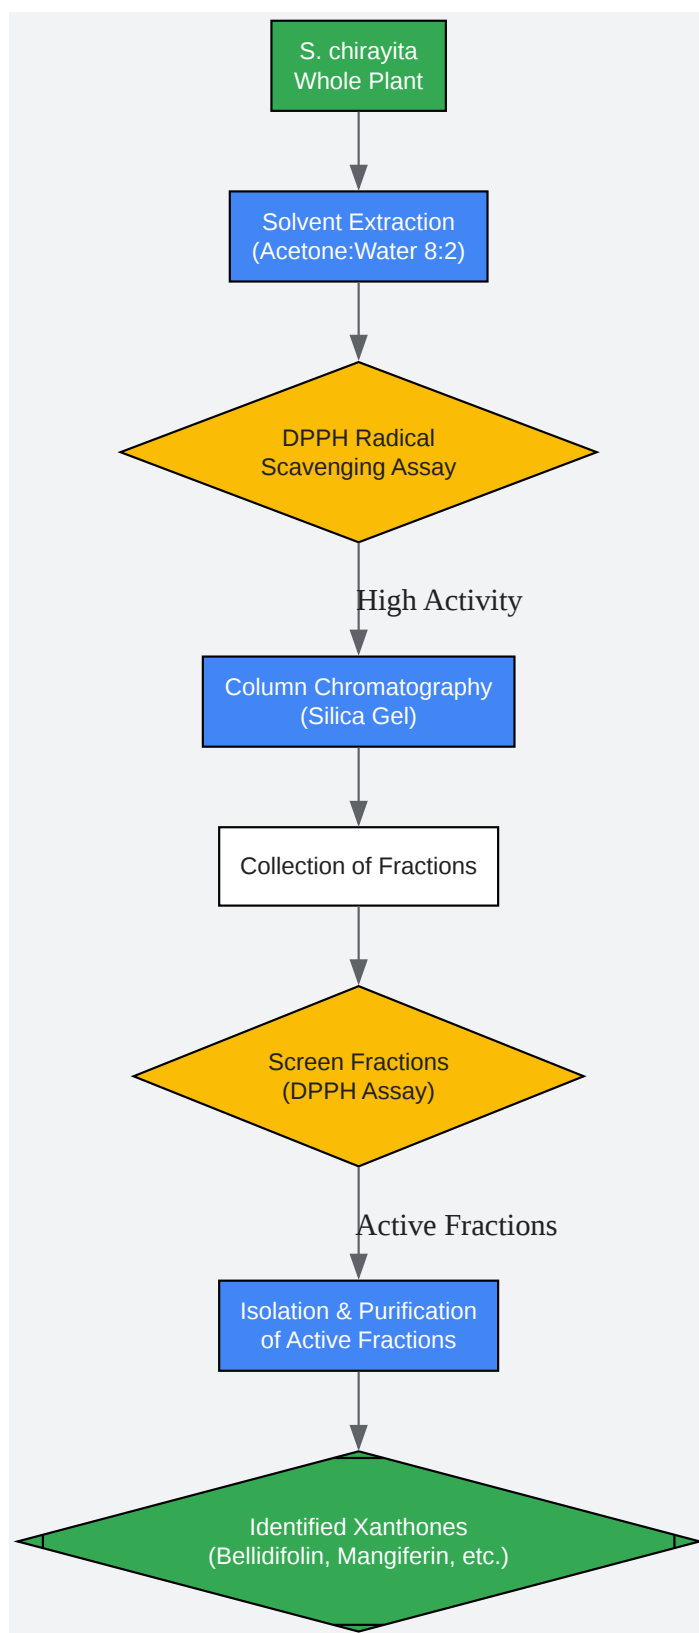 S. chirayita
Whole Plant
Solvent Extraction
(Acetone:Water 8:2)
DPPH Radical
Scavenging Assay
High Activity
Column Chromatography
(Silica Gel)
Collection of Fractions
Screen Fractions
(DPPH Assay)
Active Fractions
Isolation & Purification
of Active Fractions
Identified Xanthones
(Bellidifolin, Mangiferin, etc.)